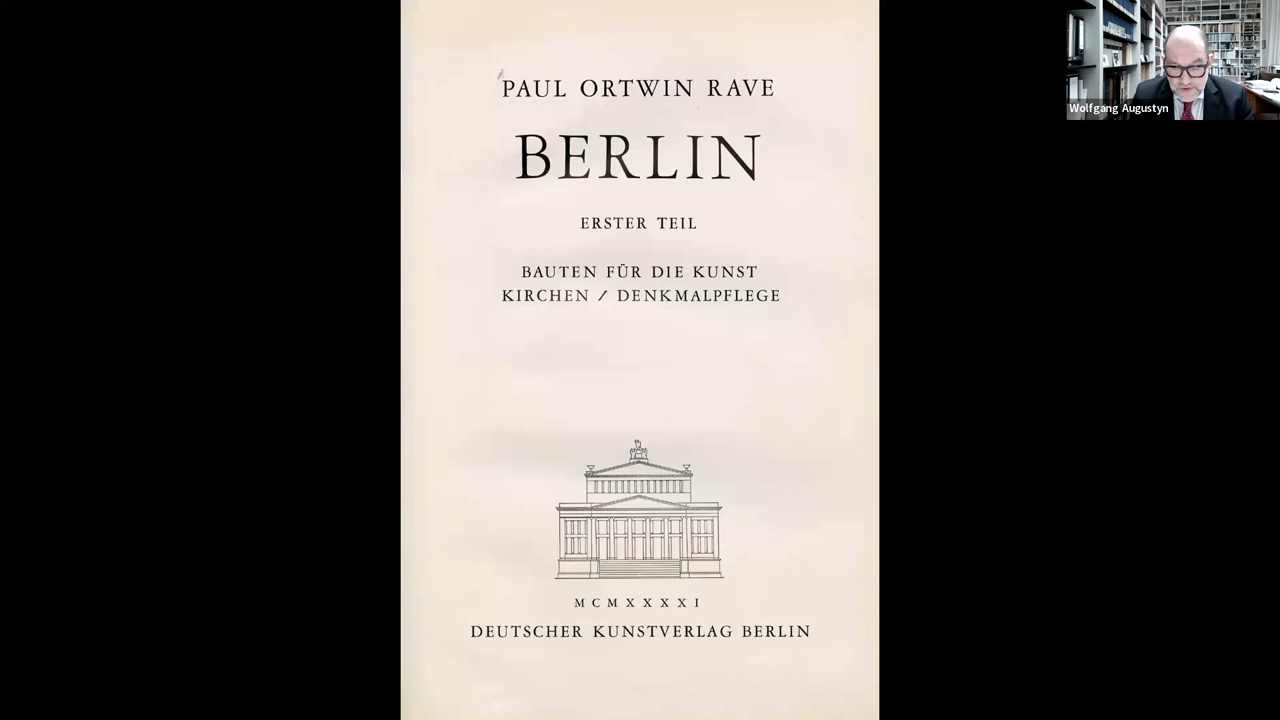 PAUL ORTWIN RAVE
BERLIN
ERSTER TEIL
BAUTEN FÜR DIE KUNST
KIRCHEN / DENKMALPFLEGE
MCMXXXXI
DEUTSCHER KUNSTVERLAG BERLIN
Wolfgang Augustyn